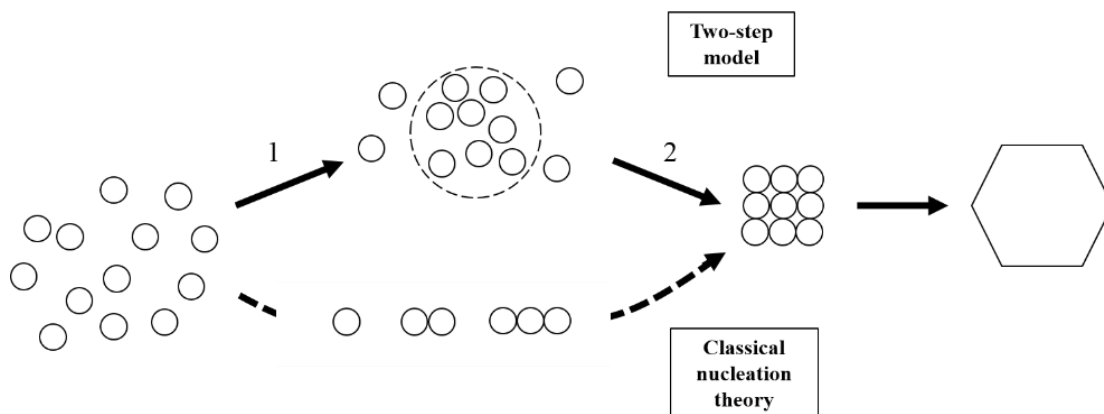 Two-step
model
1
2
Classical
nucleation
theory